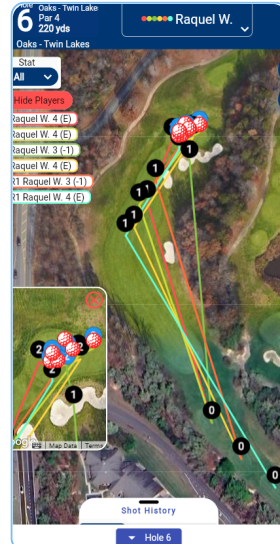 Hole
6
Oaks - Twin Lake
Par 4
220 yds
Raquel W.
Oaks - Twin Lakes
Stat
All
Hide Players
Raquel W. 4 (E)
Raquel W. 4 (E)
Raquel W. 3 (-1)
Raquel W. 4 (E)
R1 Raquel W. 3 (-1)
R1 Raquel W. 4 (E)
1
1
1
1
1
1
0
0
0
2
2
2
1
Map Data
Terms
Shot History
Hole 6